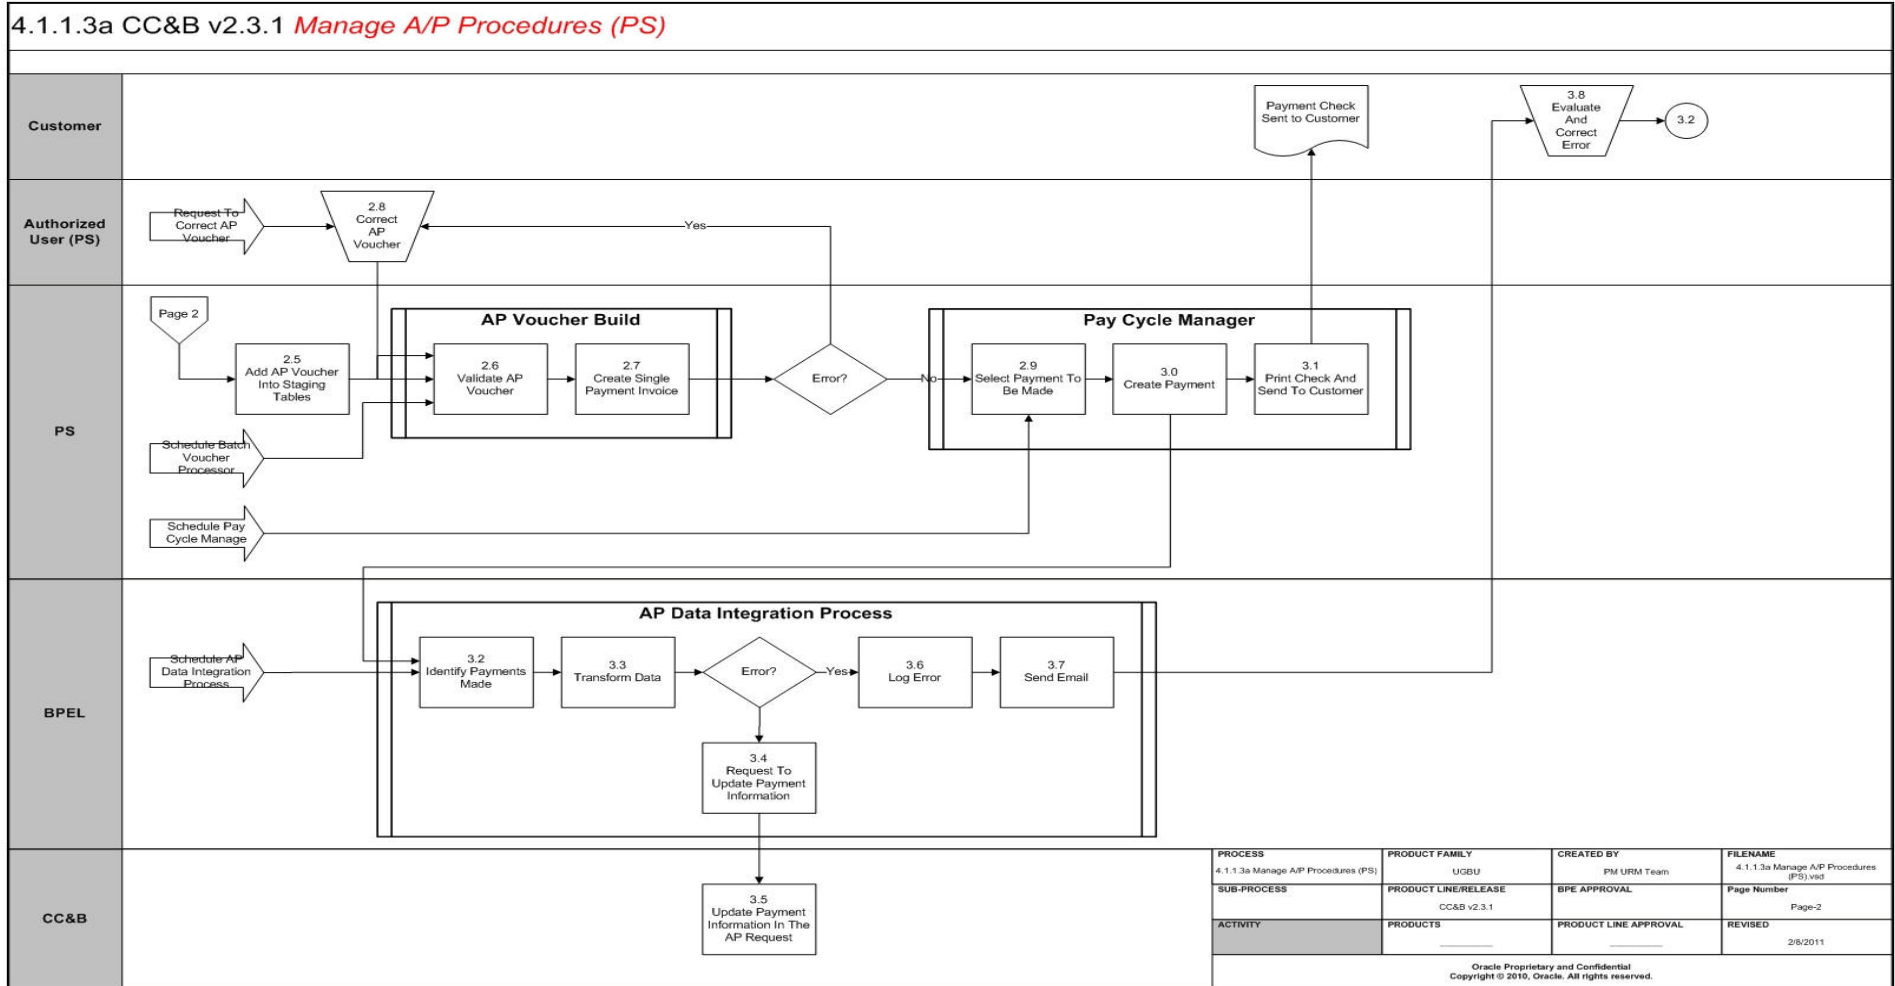 4.1.1.3a CC&B v2.3.1 Manage A/P Procedures (PS)
Customer
Payment Check
Sent to Customer
3.8
Evaluate
And
Correct
Error
3.2
Authorized
User (PS)
Request To
Correct AP
Voucher
2.8
Correct
AP
Voucher
Yes
PS
Page 2
2.5
Add AP Voucher
Into Staging
Tables
AP Voucher Build
2.6
Validate AP
Voucher
2.7
Create Single
Payment Invoice
Error?
No
Pay Cycle Manager
2.9
Select Payment To
Be Made
3.0
Create Payment
3.1
Print Check And
Send To Customer
Schedule Batch
Voucher
Processor
Schedule Pay
Cycle Manage
BPEL
AP Data Integration Process
Schedule AP
Data Integration
Process
3.2
Identify Payments
Made
3.3
Transform Data
Error?
Yes
3.6
Log Error
3.7
Send Email
3.4
Request To
Update Payment
Information
CC&B
3.5
Update Payment
Information In The
AP Request
PROCESS
4.1.1.3a Manage A/P Procedures (PS)
PRODUCT FAMILY
UGBU
CREATED BY
PM URM Team
FILENAME
4.1.1.3a Manage A/P Procedures
(PS).vsd
SUB-PROCESS
PRODUCT LINE/RELEASE
CC&B v2.3.1
BPE APPROVAL
Page Number
Page-2
ACTIVITY
PRODUCTS
PRODUCT LINE APPROVAL
REVISED
2/8/2011
Oracle Proprietary and Confidential
Copyright © 2010, Oracle. All rights reserved.